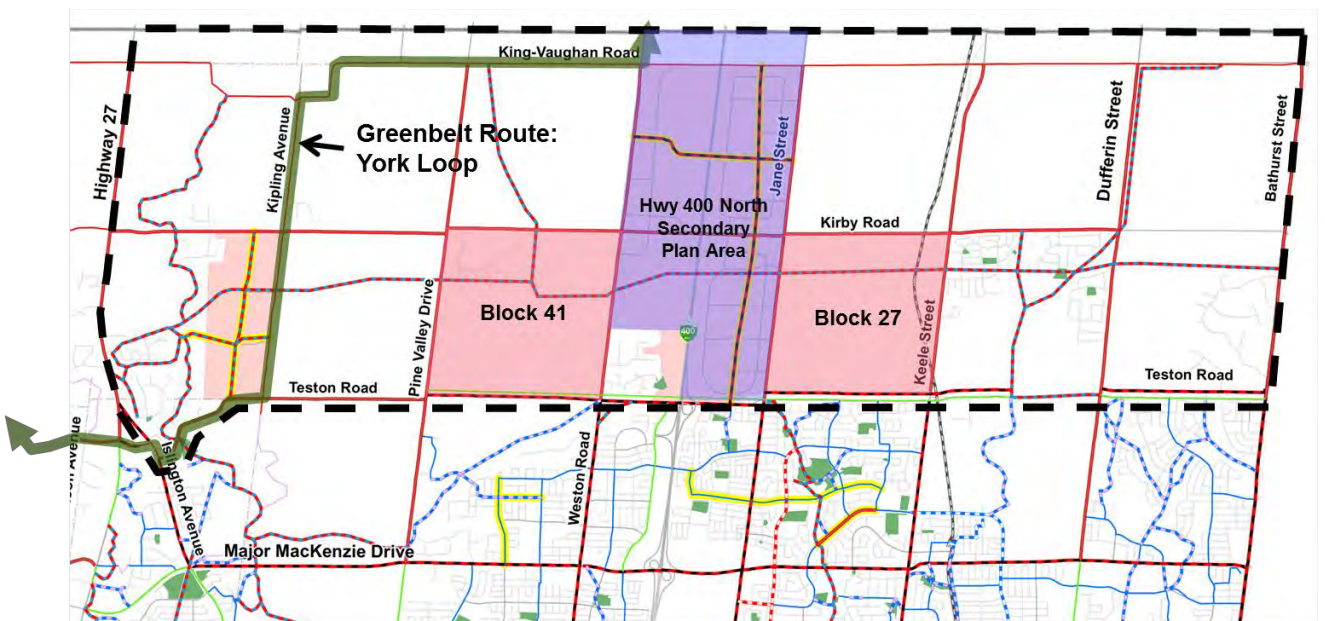 King-Vaughan Road
Highway 27
Kipling Avenue
Greenbelt Route:
York Loop
Jane Street
Dufferin Street
Bathurst Street
Hwy 400 North
Secondary
Plan Area
Kirby Road
Pine Valley Drive
Block 41
400
Block 27
Keele Street
Teston Road
Teston Road
Islington Avenue
Avenue
Weston Road
Major MacKenzie Drive